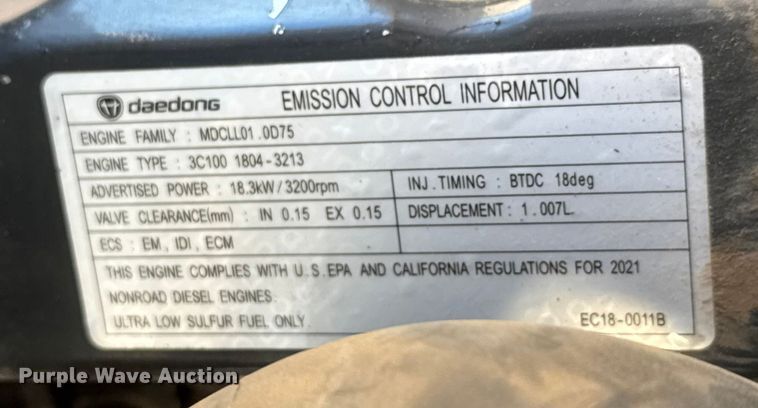 daedong EMISSION CONTROL INFORMATION
ENGINE FAMILY : MDCLL01.0D75
ENGINE TYPE : 3C100 1804-3213
ADVERTISED POWER : 18.3kW/3200rpm INJ.TIMING : BTDC 18deg
VALVE CLEARANCE(mm) : IN 0.15 EX 0.15 DISPLACEMENT : 1.007L
ECS : EM, IDI, ECM
THIS ENGINE COMPLIES WITH U.S.EPA AND CALIFORNIA REGULATIONS FOR 2021
NONROAD DIESEL ENGINES.
ULTRA LOW SULFUR FUEL ONLY. EC18-0011B
Purple Wave Auction